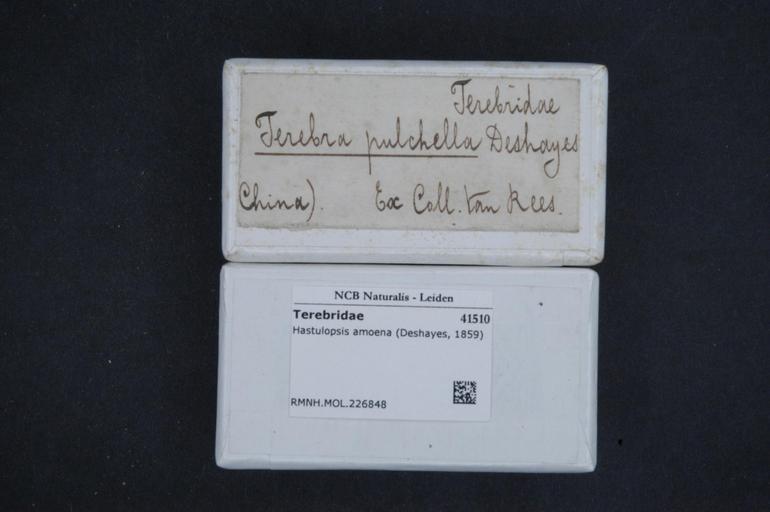 Terebridae
Terebra pulchella Deshayes
China). Ex Coll. Van Rees.
NCB Naturalis - Leiden
Terebridae 41510
Hastulopsis amoena (Deshayes, 1859)
RMNH.MOL.226848